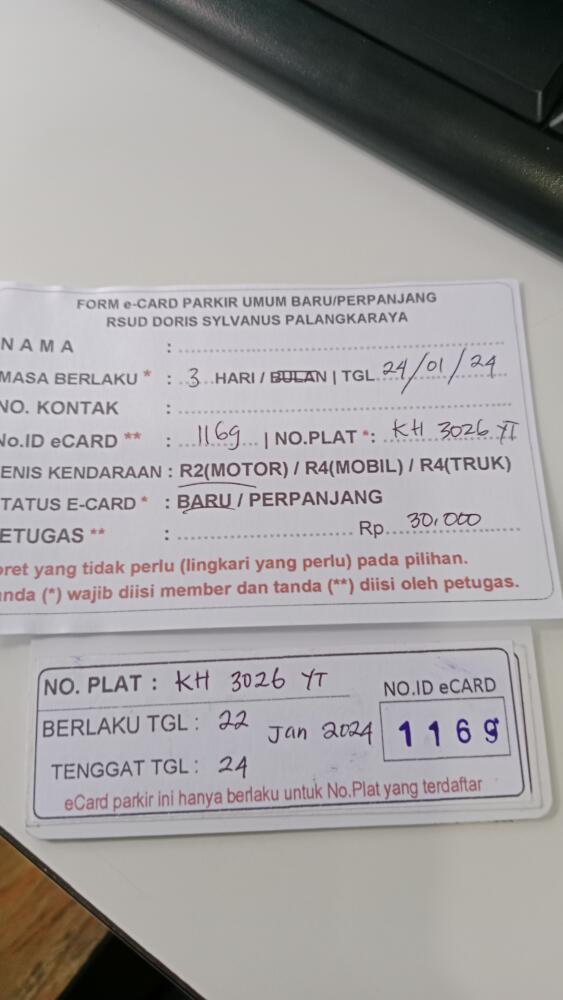 FORM e-CARD PARKIR UMUM BARU/PERPANJANG
RSUD DORIS SYLVANUS PALANGKARAYA
NAMA :
MASA BERLAKU * : 3 HARI / BULAN | TGL 24/01/24
NO. KONTAK :
No.ID eCARD ** : 1169 | NO.PLAT *: KH 3026 YT
ENIS KENDARAAN : R2(MOTOR) / R4(MOBIL) / R4(TRUK)
TATUS E-CARD * : BARU / PERPANJANG
ETUGAS ** : Rp 30.000
oret yang tidak perlu (lingkari yang perlu) pada pilihan.
anda (*) wajib diisi member dan tanda (**) diisi oleh petugas.
NO. PLAT : KH 3026 YT
NO.ID eCARD
1169
BERLAKU TGL : 22 Jan 2024
TENGGAT TGL : 24
eCard parkir ini hanya berlaku untuk No.Plat yang terdaftar